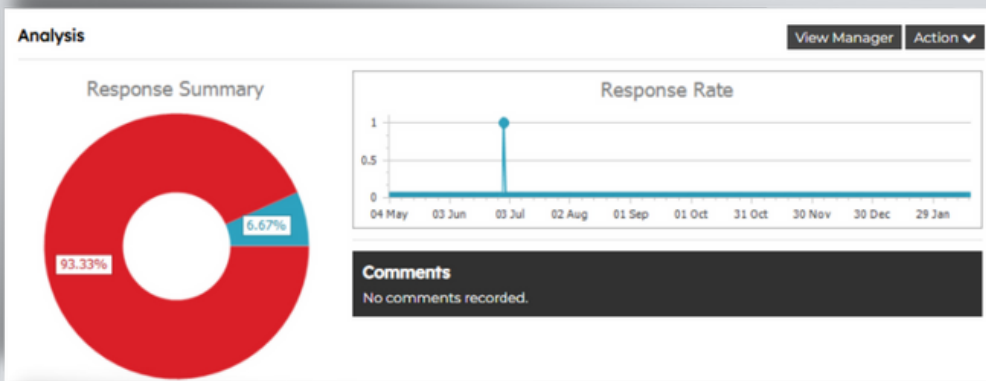 Analysis
View Manager
Action
Response Summary
93.33%
6.67%
Response Rate
1
0.5
0
04 May 03 Jun 03 Jul 02 Aug 01 Sep 01 Oct 31 Oct 30 Nov 30 Dec 29 Jan
Comments
No comments recorded.